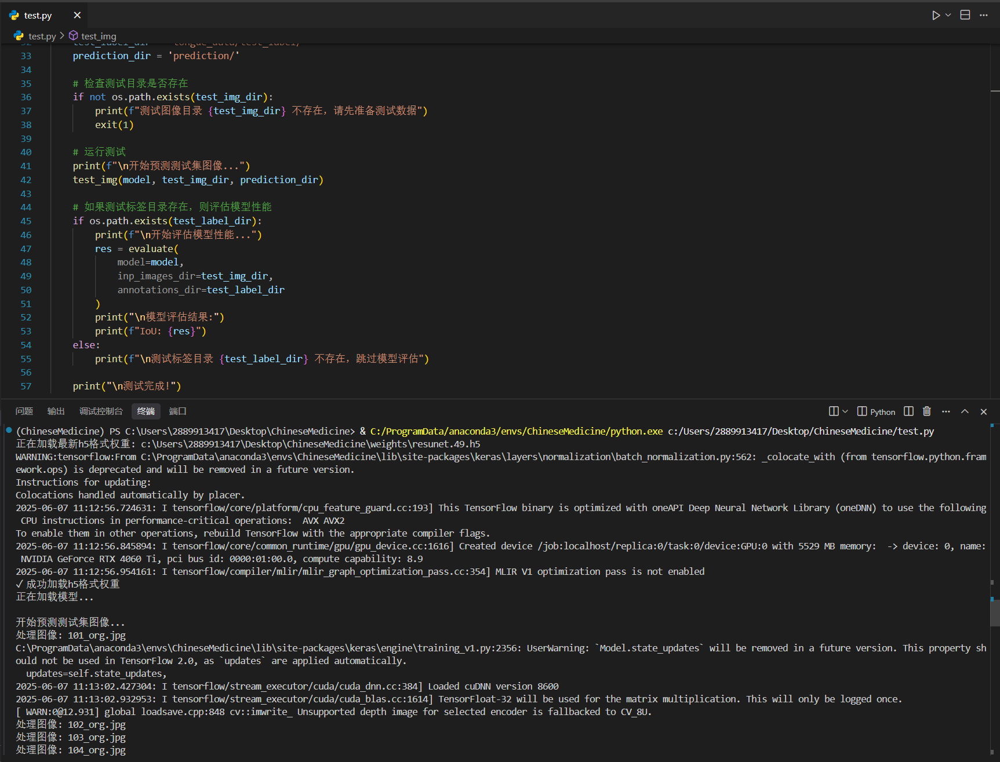 test.py
test.py > test_img
32 test_label_dir = 'tongue_data/test_label/'
33 prediction_dir = 'prediction/'
34
35 # 检查测试目录是否存在
36 if not os.path.exists(test_img_dir):
37 print(f"测试图像目录 {test_img_dir} 不存在，请先准备测试数据")
38 exit(1)
39
40 # 运行测试
41 print(f"\n开始预测测试集图像...")
42 test_img(model, test_img_dir, prediction_dir)
43
44 # 如果测试标签目录存在，则评估模型性能
45 if os.path.exists(test_label_dir):
46 print(f"\n开始评估模型性能...")
47 res = evaluate(
48 model=model,
49 inp_images_dir=test_img_dir,
50 annotations_dir=test_label_dir
51 )
52 print("\n模型评估结果:")
53 print(f"IoU: {res}")
54 else:
55 print(f"\n测试标签目录 {test_label_dir} 不存在，跳过模型评估")
56
57 print("\n测试完成!")
问题 输出 调试控制台 终端 端口 Python
(ChineseMedicine) PS C:\Users\2889913417\Desktop\ChineseMedicine> & C:/ProgramData/anaconda3/envs/ChineseMedicine/python.exe c:/Users/2889913417/Desktop/ChineseMedicine/test.py
正在加载最新h5格式权重: c:\Users\2889913417\Desktop\ChineseMedicine\weights\resunet.49.h5
WARNING:tensorflow:From C:\ProgramData\anaconda3\envs\ChineseMedicine\lib\site-packages\keras\layers\normalization\batch_normalization.py:562: _colocate_with (from tensorflow.python.fram
ework.ops) is deprecated and will be removed in a future version.
Instructions for updating:
Colocations handled automatically by placer.
2025-06-07 11:12:56.724631: I tensorflow/core/platform/cpu_feature_guard.cc:193] This TensorFlow binary is optimized with oneAPI Deep Neural Network Library (oneDNN) to use the following
CPU instructions in performance-critical operations:  AVX AVX2
To enable them in other operations, rebuild TensorFlow with the appropriate compiler flags.
2025-06-07 11:12:56.845894: I tensorflow/core/common_runtime/gpu/gpu_device.cc:1616] Created device /job:localhost/replica:0/task:0/device:GPU:0 with 5529 MB memory:  -> device: 0, name:
NVIDIA GeForce RTX 4060 Ti, pci bus id: 0000:01:00.0, compute capability: 8.9
2025-06-07 11:12:56.954161: I tensorflow/compiler/mlir/mlir_graph_optimization_pass.cc:354] MLIR V1 optimization pass is not enabled
✓ 成功加载h5格式权重
正在加载模型...
开始预测测试集图像...
处理图像: 101_org.jpg
C:\ProgramData\anaconda3\envs\ChineseMedicine\lib\site-packages\keras\engine\training_v1.py:2356: UserWarning: `Model.state_updates` will be removed in a future version. This property sh
ould not be used in TensorFlow 2.0, as `updates` are applied automatically.
updates=self.state_updates,
2025-06-07 11:13:02.427304: I tensorflow/stream_executor/cuda/cuda_dnn.cc:384] Loaded cuDNN version 8600
2025-06-07 11:13:02.932953: I tensorflow/stream_executor/cuda/cuda_blas.cc:1614] TensorFloat-32 will be used for the matrix multiplication. This will only be logged once.
[ WARN:0@12.931] global loadsave.cpp:848 cv::imwrite_ Unsupported depth image for selected encoder is fallbacked to CV_8U.
处理图像: 102_org.jpg
处理图像: 103_org.jpg
处理图像: 104_org.jpg